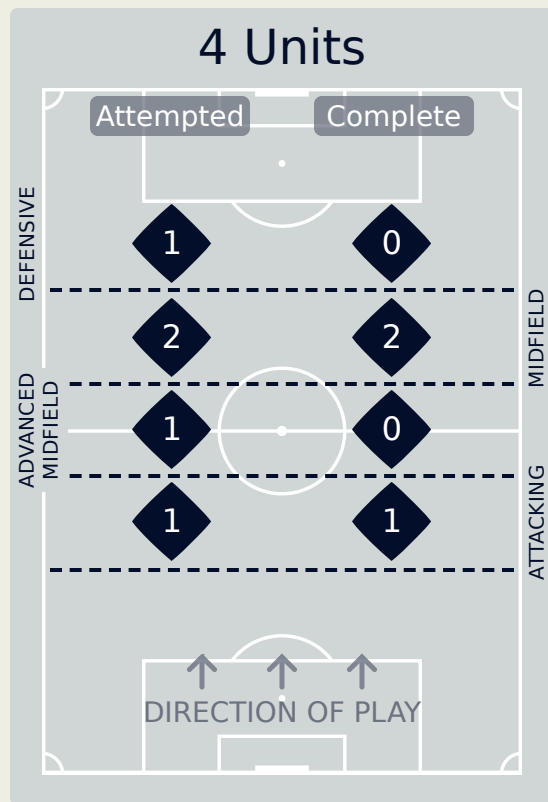 4 Units
Attempted Complete
DEFENSIVE
1 0
MIDFIELD
2 2
ADVANCED
MIDFIELD
1 0
ATTACKING
1 1
DIRECTION OF PLAY